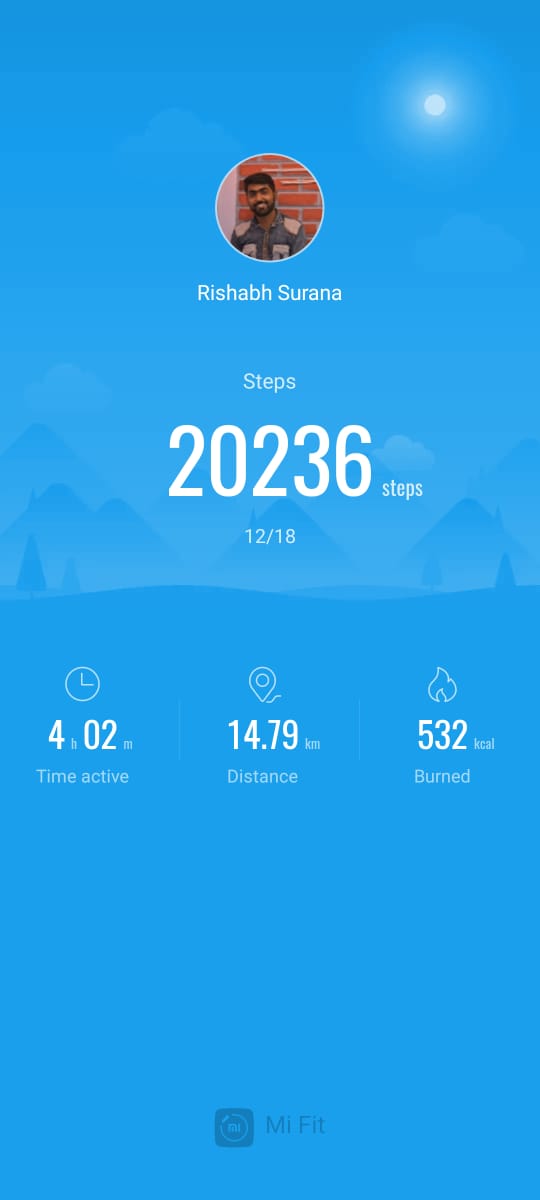 Rishabh Surana
Steps
20236 steps
12/18
4 h 02 m
Time active
14.79 km
Distance
532 kcal
Burned
mi Mi Fit